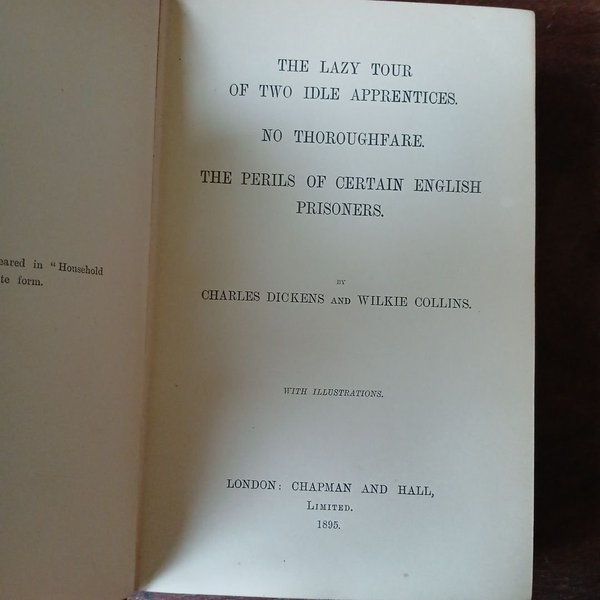 eared in "Household
te form.
THE LAZY TOUR
OF TWO IDLE APPRENTICES.
NO THOROUGHFARE.
THE PERILS OF CERTAIN ENGLISH
PRISONERS.
BY
CHARLES DICKENS AND WILKIE COLLINS.
WITH ILLUSTRATIONS.
LONDON: CHAPMAN AND HALL,
LIMITED.
1895.